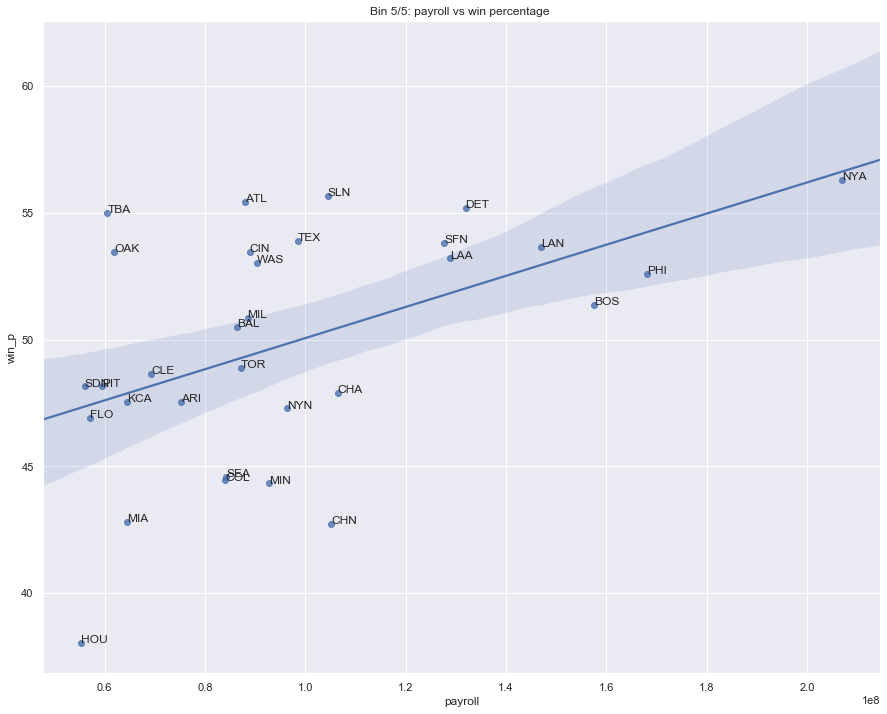 Bin 5/5: payroll vs win percentage
win_p
60
55
50
45
40
NYA
SLN
ATL
DET
TBA
TEX
SFN
LAN
OAK
CIN
LAA
WAS
PHI
BOS
MIL
BAL
TOR
CLE
SDN
PIT
CHA
KCA
ARI
NYN
FLO
SEA
COL
MIN
MIA
CHN
HOU
0.6
0.8
1.0
1.2
1.4
1.6
1.8
2.0
1e8
payroll